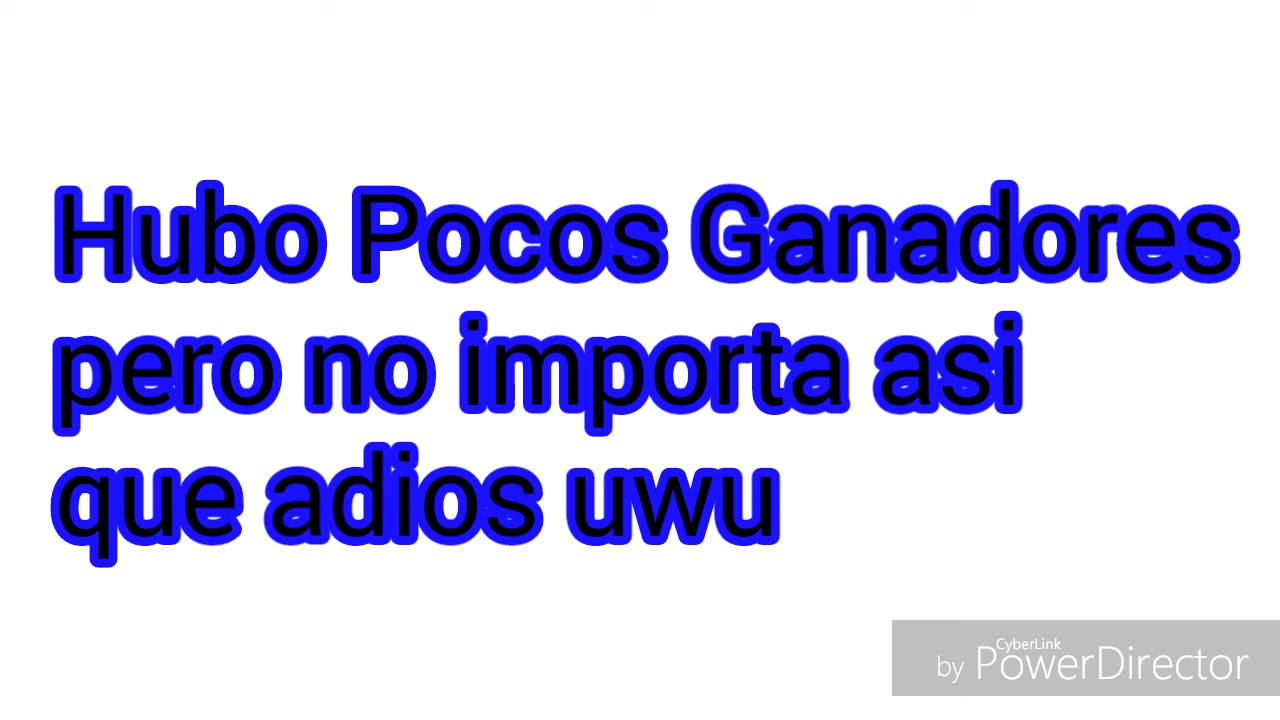 Hubo Pocos Ganadores
pero no importa asi
que adios uwu
CyberLink
by PowerDirector